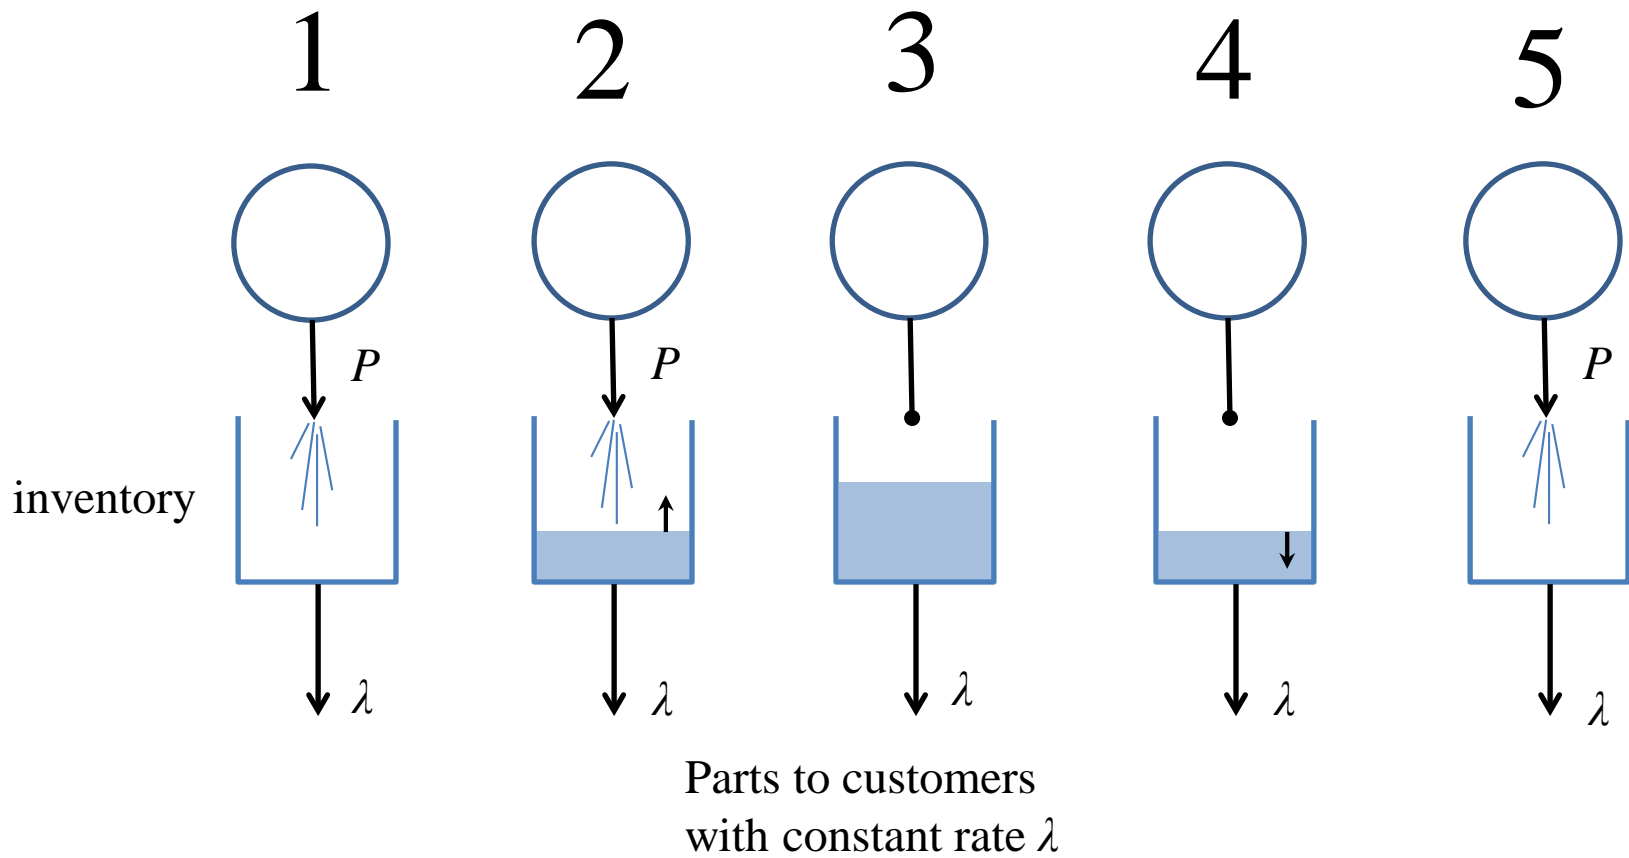 1 2 3 4 5
P P P
inventory
λ λ λ λ λ
Parts to customers
with constant rate λ